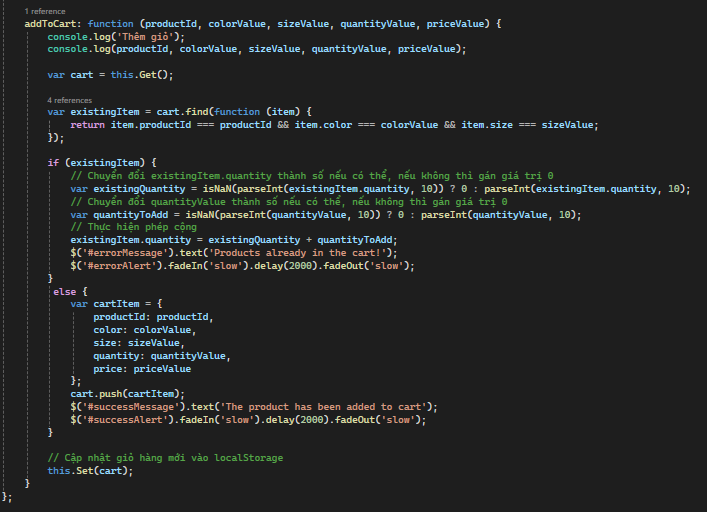 1 reference
addToCart: function (productId, colorValue, sizeValue, quantityValue, priceValue) {
console.log('Thêm giỏ');
console.log(productId, colorValue, sizeValue, quantityValue, priceValue);
var cart = this.Get();
4 references
var existingItem = cart.find(function (item) {
return item.productId === productId && item.color === colorValue && item.size === sizeValue;
});
if (existingItem) {
// Chuyển đổi existingItem.quantity thành số nếu có thể, nếu không thì gán giá trị 0
var existingQuantity = isNaN(parseInt(existingItem.quantity, 10)) ? 0 : parseInt(existingItem.quantity, 10);
// Chuyển đổi quantityValue thành số nếu có thể, nếu không thì gán giá trị 0
var quantityToAdd = isNaN(parseInt(quantityValue, 10)) ? 0 : parseInt(quantityValue, 10);
// Thực hiện phép cộng
existingItem.quantity = existingQuantity + quantityToAdd;
$('#errorMessage').text('Products already in the cart!');
$('#errorAlert').fadeIn('slow').delay(2000).fadeOut('slow');
}
else {
var cartItem = {
productId: productId,
color: colorValue,
size: sizeValue,
quantity: quantityValue,
price: priceValue
};
cart.push(cartItem);
$('#successMessage').text('The product has been added to cart');
$('#successAlert').fadeIn('slow').delay(2000).fadeOut('slow');
}
// Cập nhật giỏ hàng mới vào localStorage
this.Set(cart);
}
};